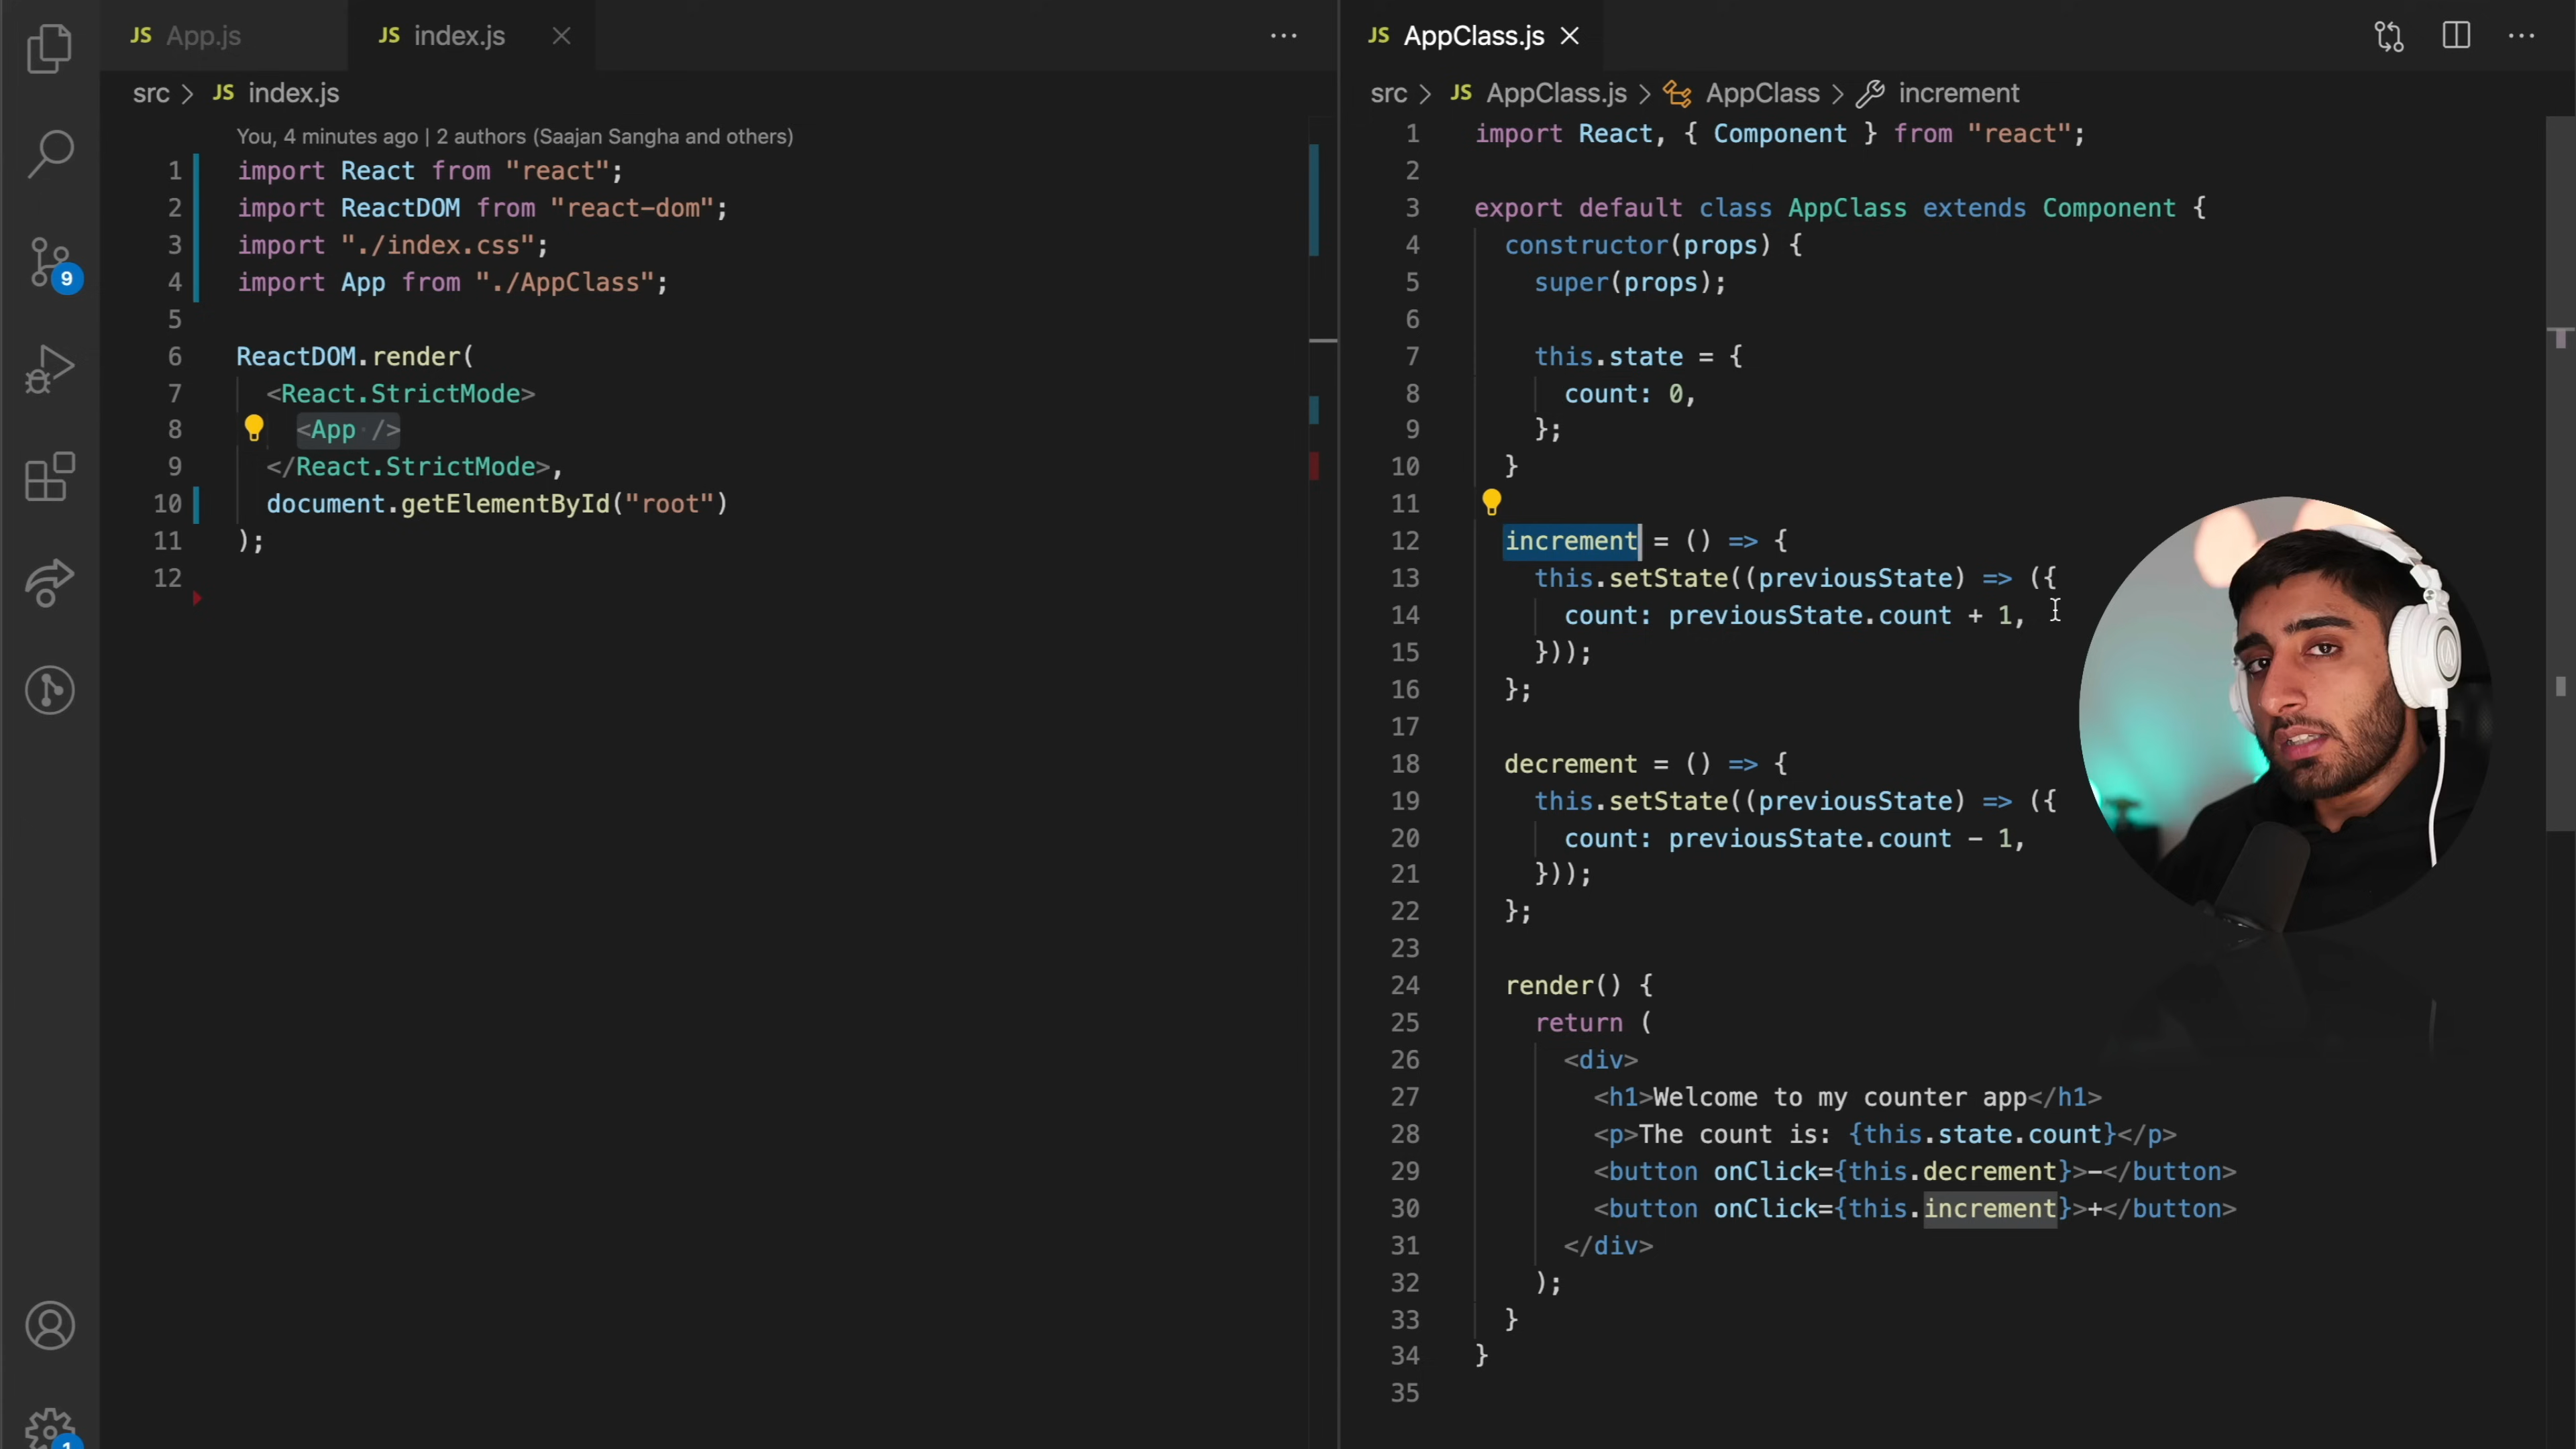 JS App.js
JS index.js
src > JS index.js
You, 4 minutes ago | 2 authors (Saajan Sangha and others)
1 import React from "react";
2 import ReactDOM from "react-dom";
3 import "./index.css";
4 import App from "./AppClass";
5
6 ReactDOM.render(
7 <React.StrictMode>
8 <App />
9 </React.StrictMode>,
10 document.getElementById("root")
11 );
12
9
1
JS AppClass.js
src > JS AppClass.js > AppClass > increment
1 import React, { Component } from "react";
2
3 export default class AppClass extends Component {
4 constructor(props) {
5 super(props);
6
7 this.state = {
8 count: 0,
9 };
10 }
11
12 increment = () => {
13 this.setState((previousState) => ({
14 count: previousState.count + 1,
15 }));
16 };
17
18 decrement = () => {
19 this.setState((previousState) => ({
20 count: previousState.count - 1,
21 }));
22 };
23
24 render() {
25 return (
26 <div>
27 <h1>Welcome to my counter app</h1>
28 <p>The count is: {this.state.count}</p>
29 <button onClick={this.decrement}>-</button>
30 <button onClick={this.increment}>+</button>
31 </div>
32 );
33 }
34 }
35